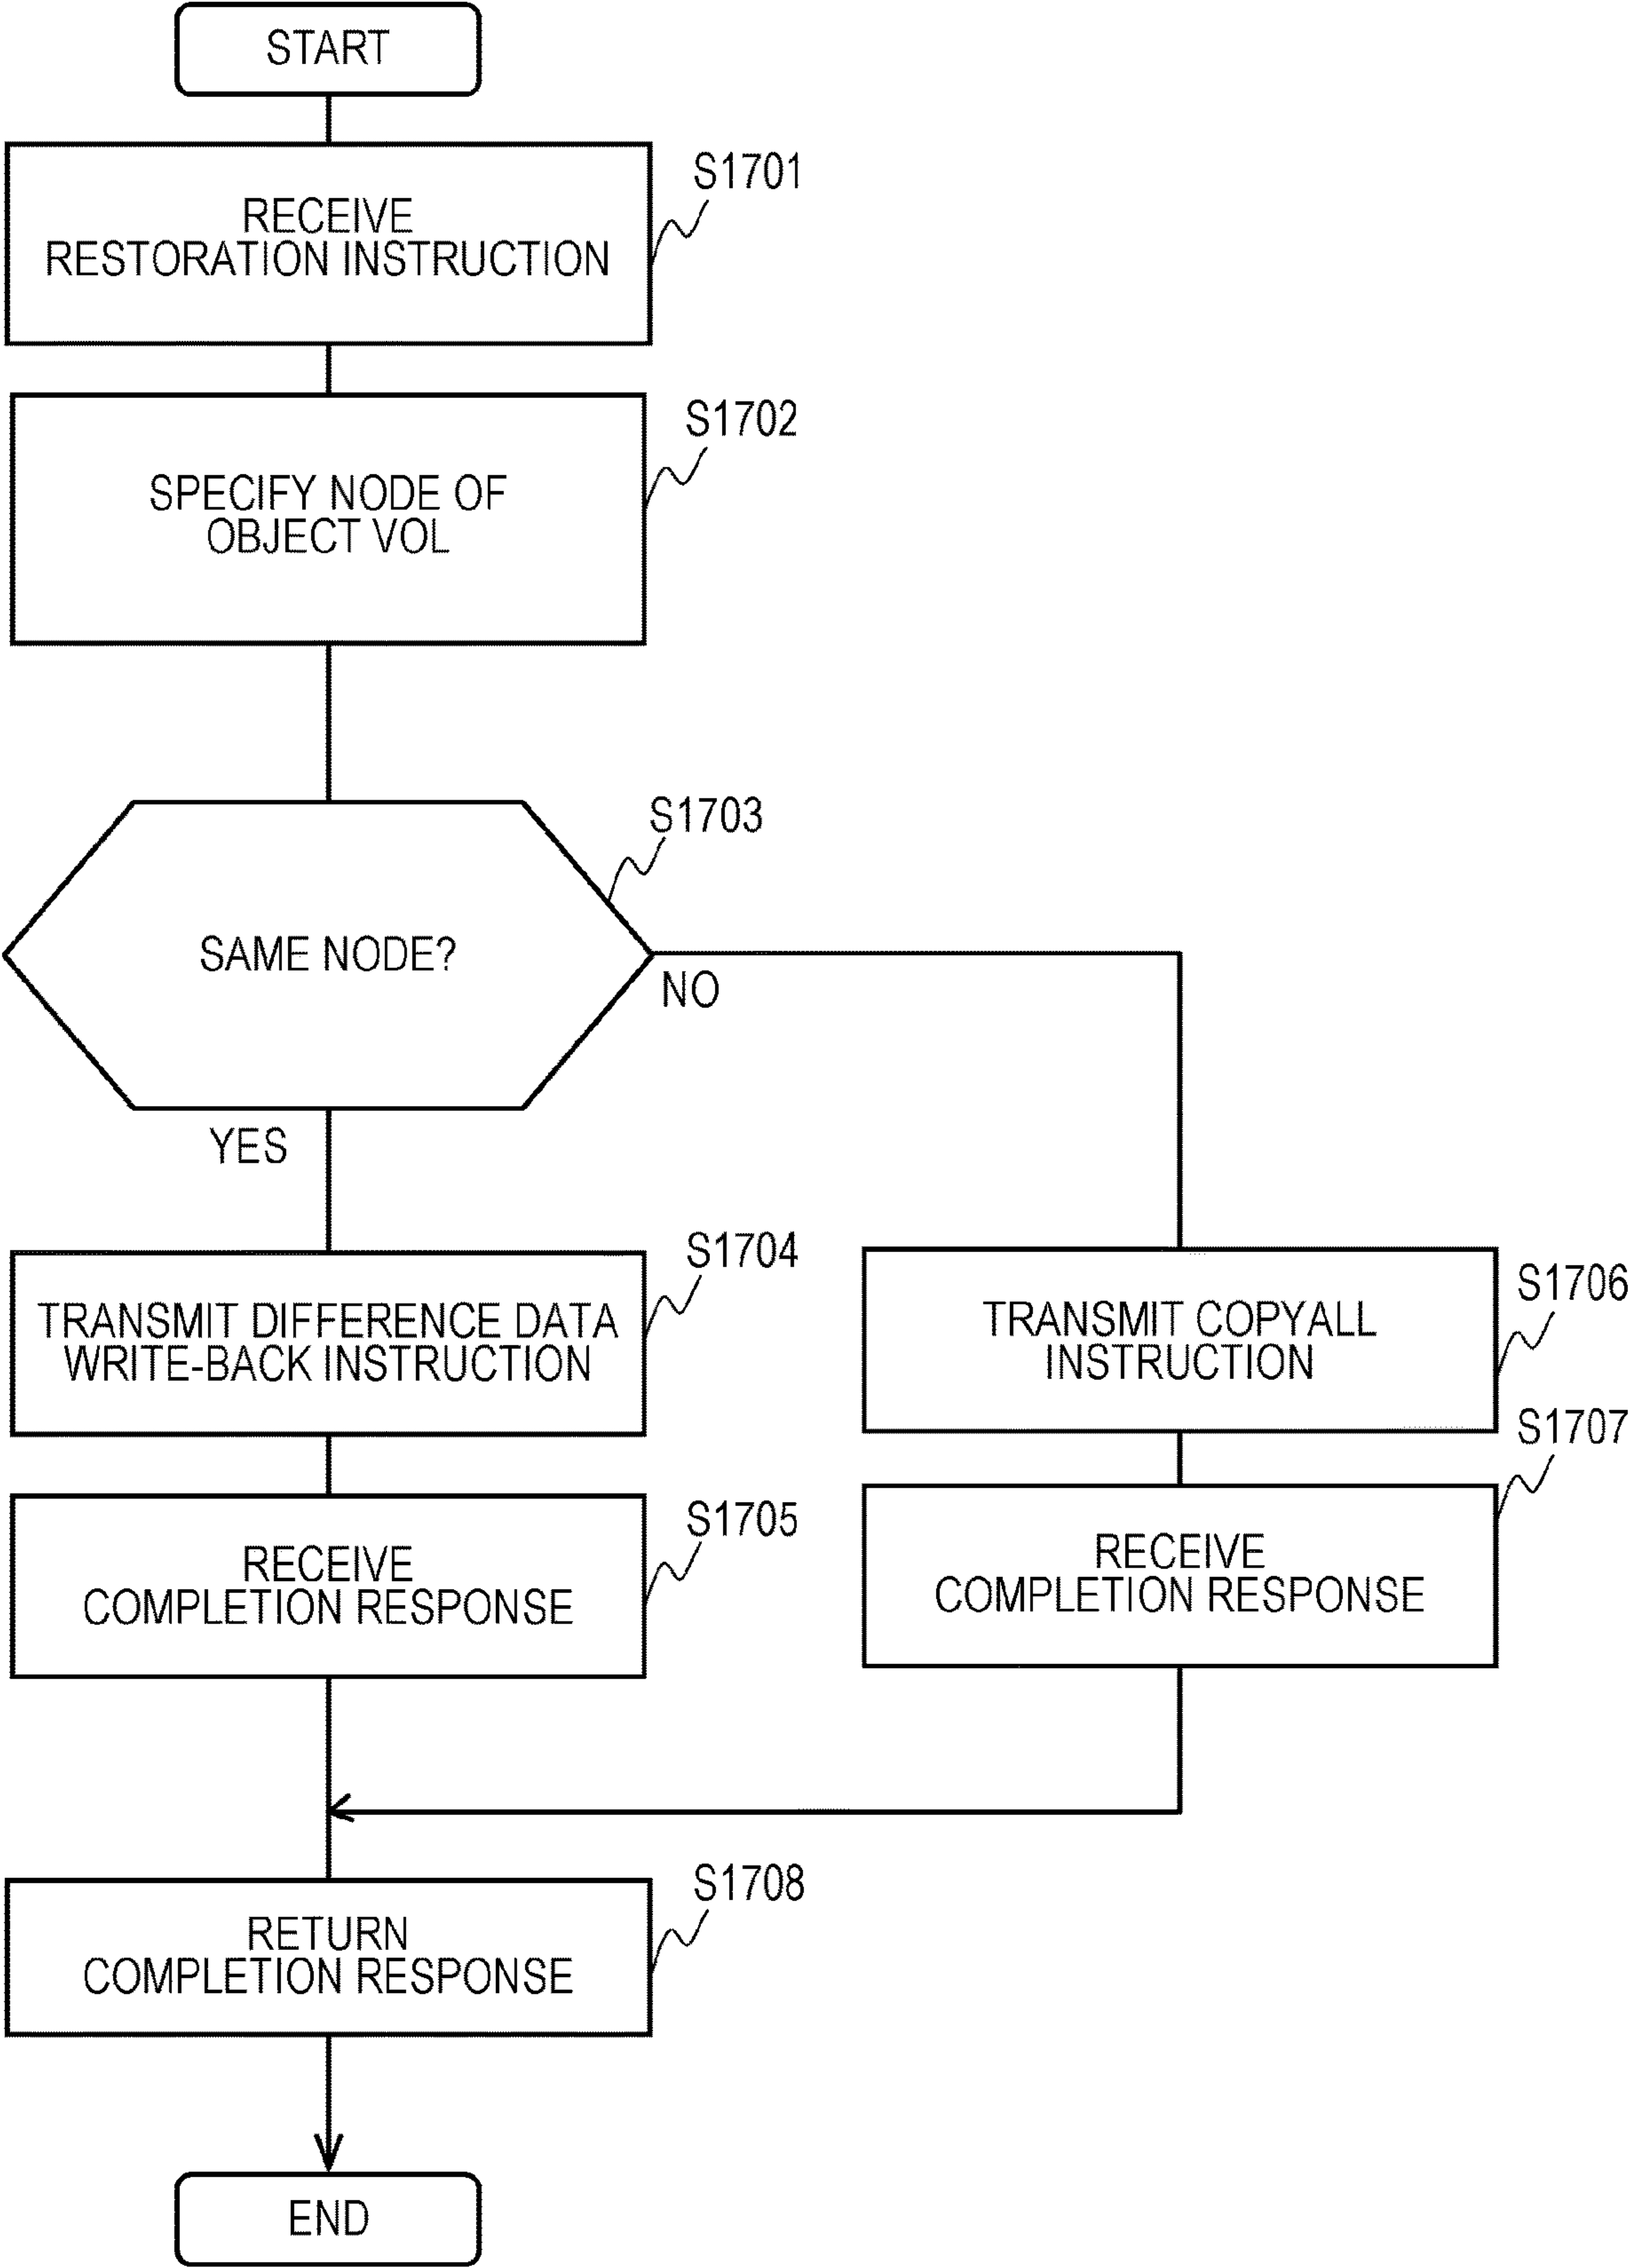 START
S1701
RECEIVE
RESTORATION INSTRUCTION
S1702
SPECIFY NODE OF
OBJECT VOL
S1703
SAME NODE?
NO
YES
S1704
TRANSMIT DIFFERENCE DATA
WRITE-BACK INSTRUCTION
S1706
TRANSMIT COPYALL
INSTRUCTION
S1705
RECEIVE
COMPLETION RESPONSE
S1707
RECEIVE
COMPLETION RESPONSE
S1708
RETURN
COMPLETION RESPONSE
END